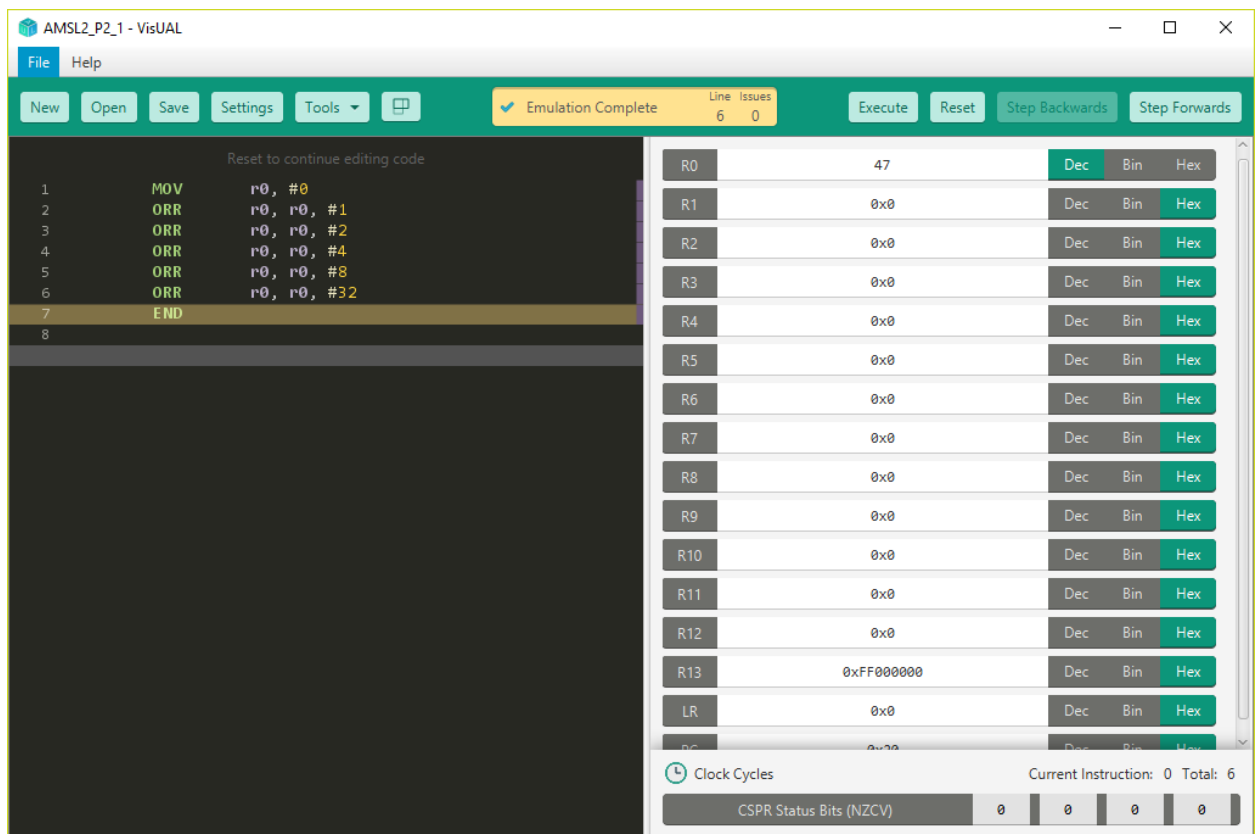 AMSL2_P2_1 - VisUAL
File Help
New Open Save Settings Tools Emulation Complete Line Issues 6 0 Execute Reset Step Backwards Step Forwards
Reset to continue editing code
1 MOV r0, #0
2 ORR r0, r0, #1
3 ORR r0, r0, #2
4 ORR r0, r0, #4
5 ORR r0, r0, #8
6 ORR r0, r0, #32
7 END
8
R0 47 Dec Bin Hex
R1 0x0 Dec Bin Hex
R2 0x0 Dec Bin Hex
R3 0x0 Dec Bin Hex
R4 0x0 Dec Bin Hex
R5 0x0 Dec Bin Hex
R6 0x0 Dec Bin Hex
R7 0x0 Dec Bin Hex
R8 0x0 Dec Bin Hex
R9 0x0 Dec Bin Hex
R10 0x0 Dec Bin Hex
R11 0x0 Dec Bin Hex
R12 0x0 Dec Bin Hex
R13 0xFF000000 Dec Bin Hex
LR 0x0 Dec Bin Hex
Dec Bin Hex
Clock Cycles Current Instruction: 0 Total: 6
CSPR Status Bits (NZCV) 0 0 0 0